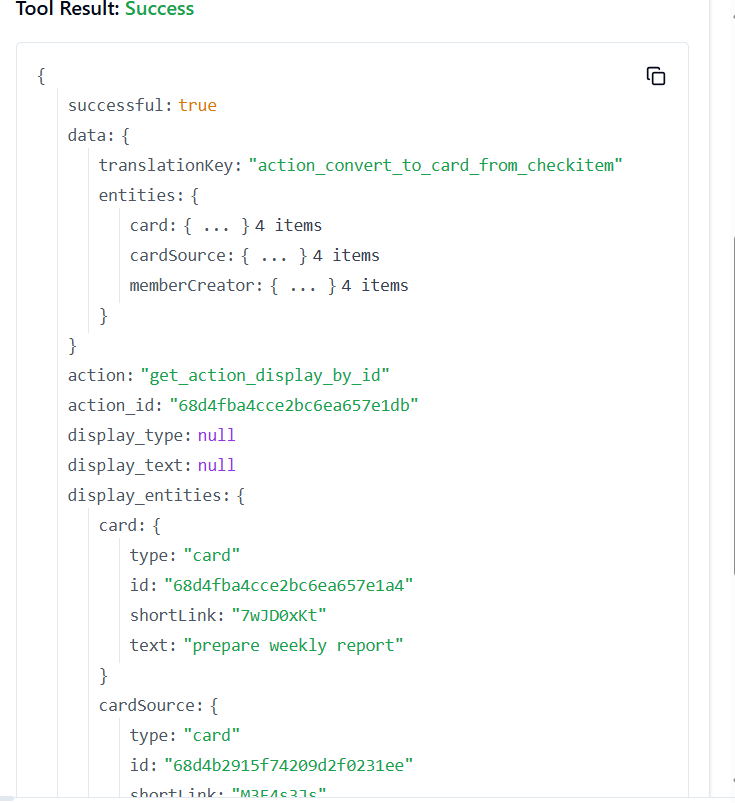 Tool Result: Success
{
successful: true
data: {
translationKey: "action_convert_to_card_from_checkitem"
entities: {
card: { ... } 4 items
cardSource: { ... } 4 items
memberCreator: { ... } 4 items
}
}
action: "get_action_display_by_id"
action_id: "68d4fba4cce2bc6ea657e1db"
display_type: null
display_text: null
display_entities: {
card: {
type: "card"
id: "68d4fba4cce2bc6ea657e1a4"
shortLink: "7wJD0xKt"
text: "prepare weekly report"
}
cardSource: {
type: "card"
id: "68d4b2915f74209d2f0231ee"
shortLink: